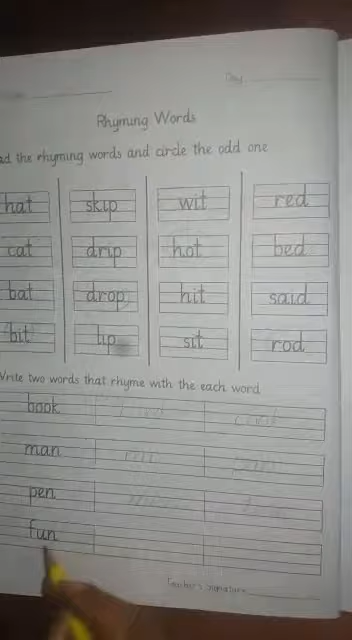 Day
Rhyming Words
ad the rhyming words and circle the odd one
hat skip wit red
cat drip hot bed
bat drop hit said
bit lip sit rod
Write two words that rhyme with the each word
book
man
pen
fun
Teacher's signature